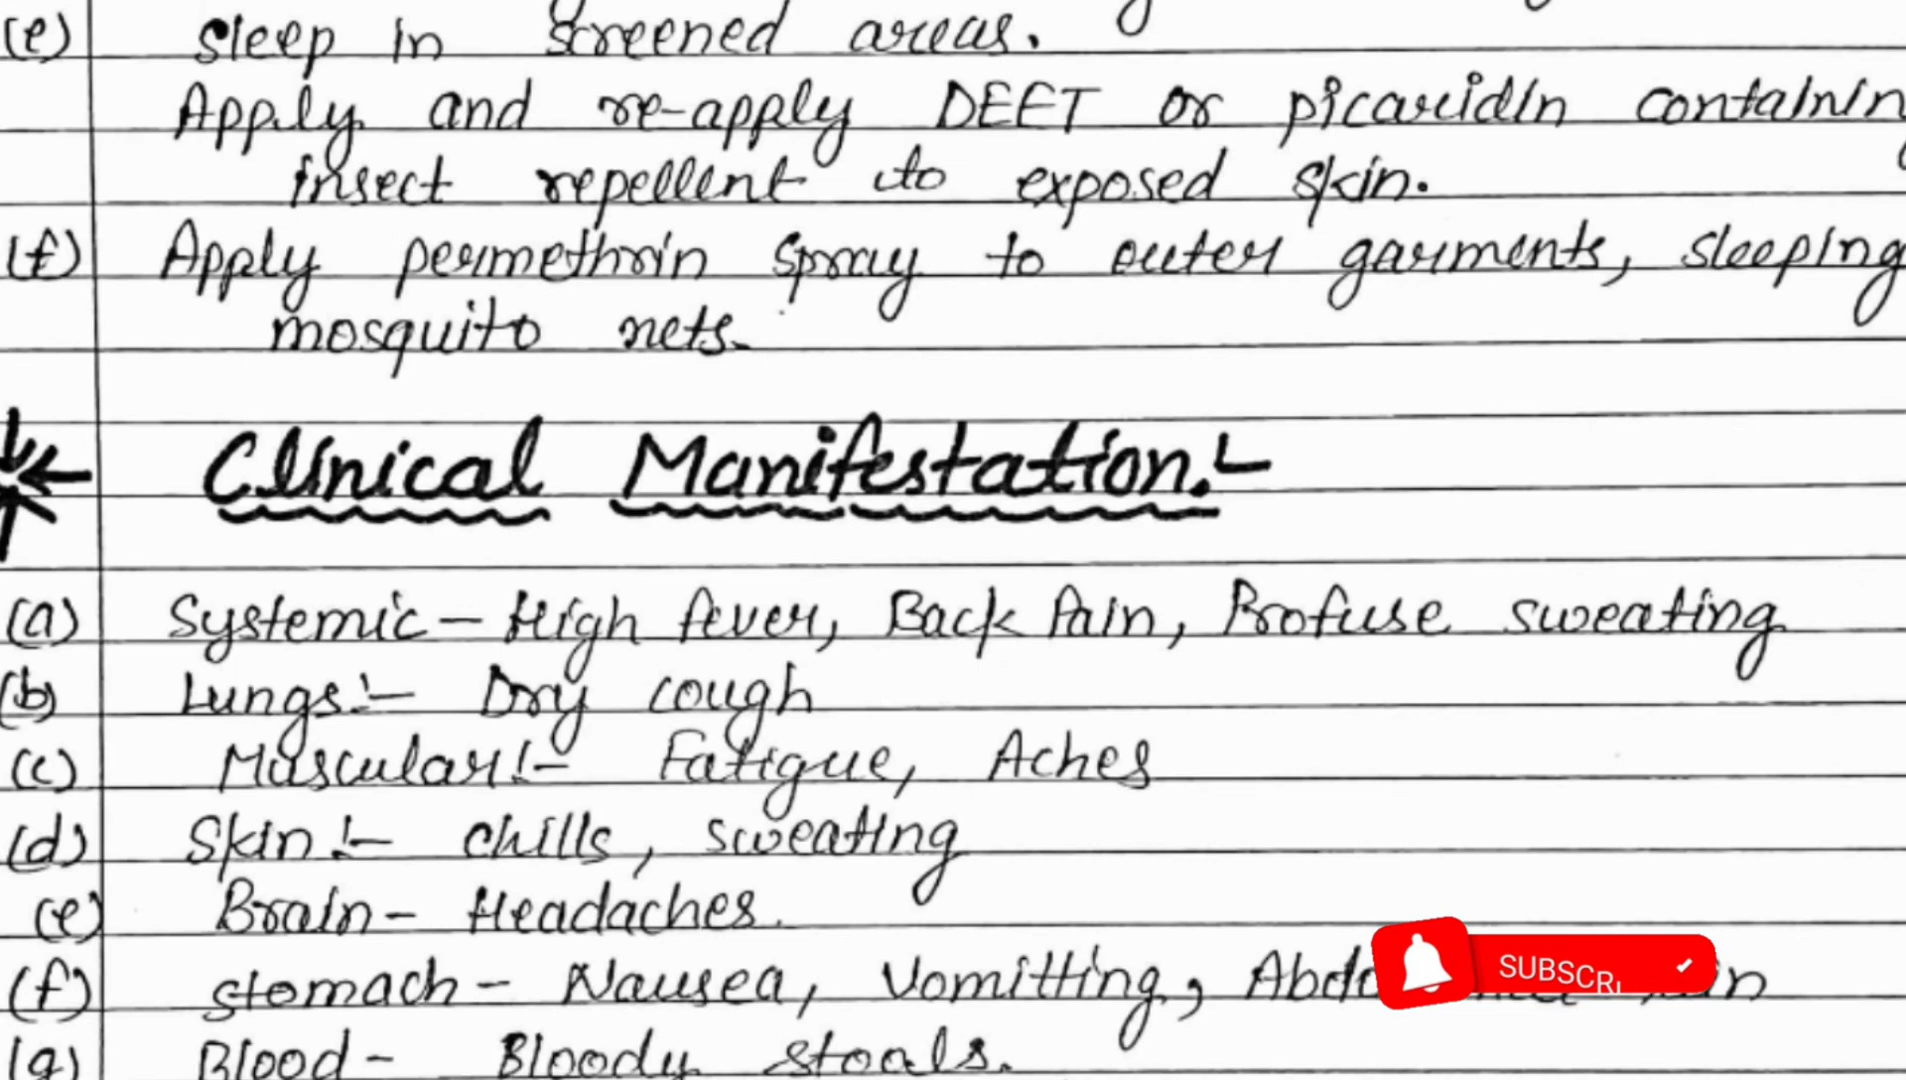 (e) sleep in screened areas.
Apply and re-apply DEET or picaridin containin
insect repellent to exposed skin.
(f) Apply permethrin spray to outer garments, sleeping
mosquito nets.
Clinical Manifestation:-
(a) Systemic - High fever, Back Pain, Profuse sweating
(b) Lungs:- Dry cough
(c) Muscular:- Fatigue, Aches
(d) Skin:- chills, sweating
(e) Brain - Headaches.
(f) stomach - Nausea, Vomitting,
SUBSCRI
(g) Blood - Bloody stools.